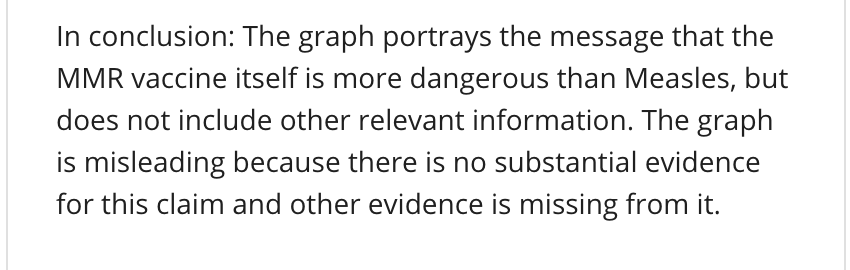 In conclusion: The graph portrays the message that the
MMR vaccine itself is more dangerous than Measles, but
does not include other relevant information. The graph
is misleading because there is no substantial evidence
for this claim and other evidence is missing from it.